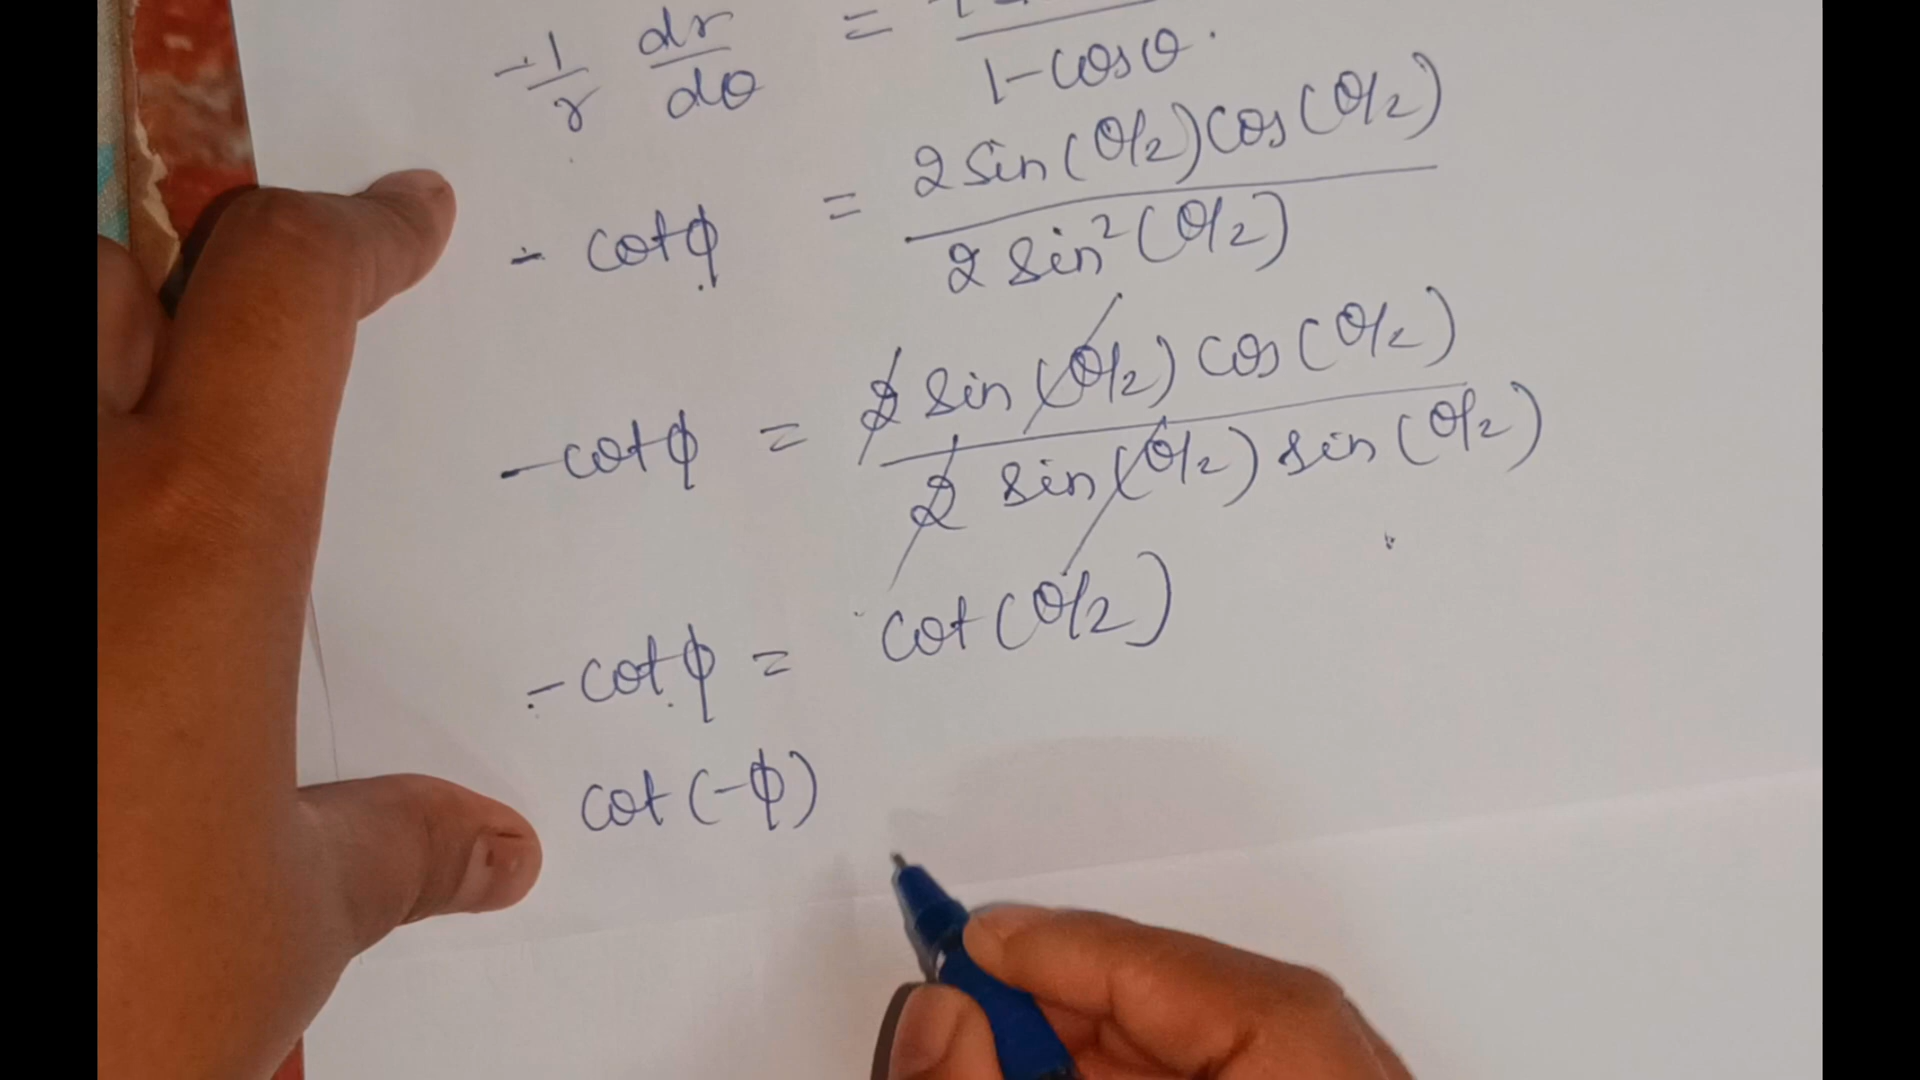 -1/r dr/dθ = /1-cosθ
-cotφ = 2 sin(θ/2) cos(θ/2) / 2 sin²(θ/2)
-cotφ = 2 sin(θ/2) cos(θ/2) / 2 sin(θ/2) sin(θ/2)
-cotφ = cot(θ/2)
cot(-φ)